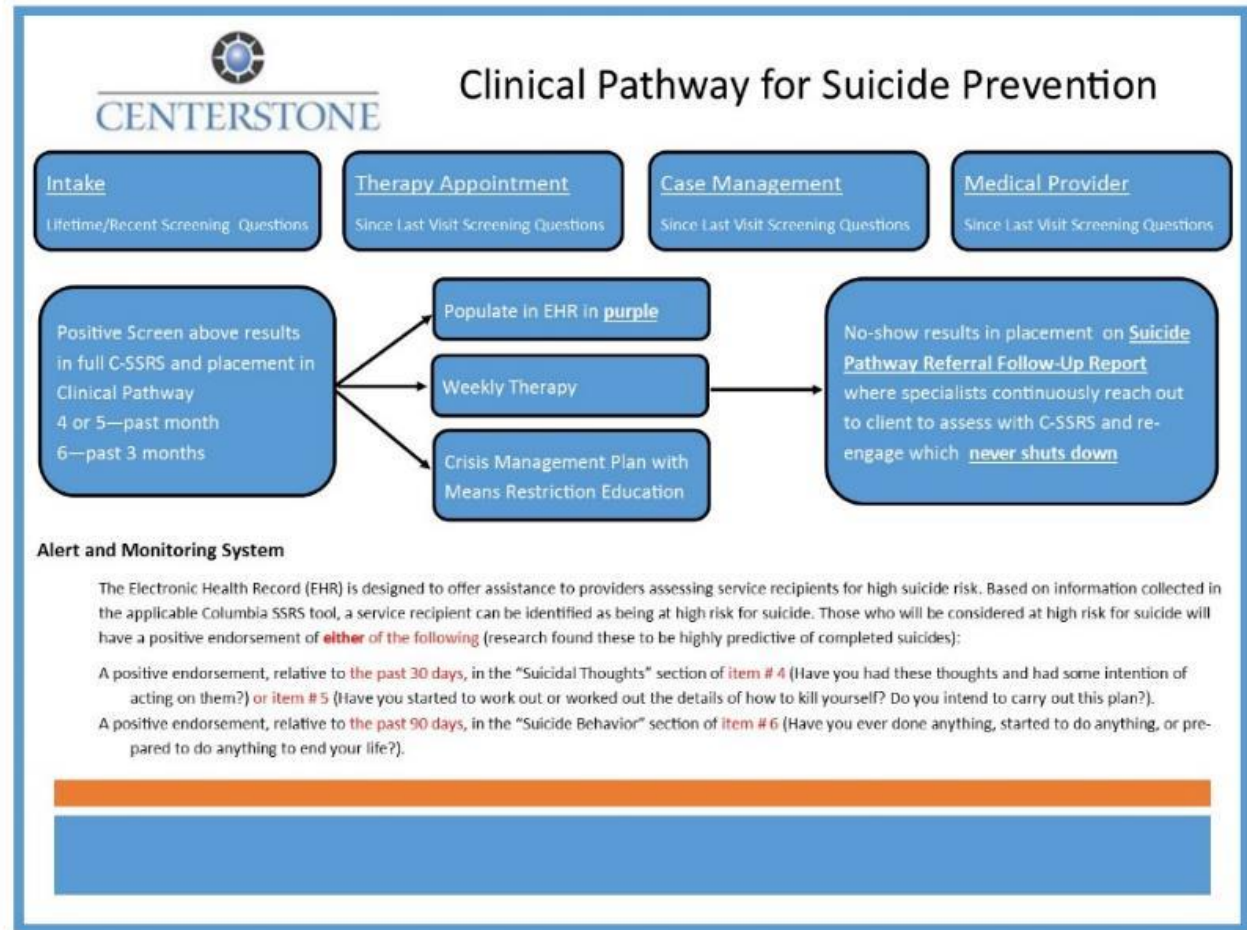 CENTERSTONE
Clinical Pathway for Suicide Prevention
Intake
Lifetime/Recent Screening Questions
Therapy Appointment
Since Last Visit Screening Questions
Case Management
Since Last Visit Screening Questions
Medical Provider
Since Last Visit Screening Questions
Positive Screen above results
in full C-SSRS and placement in
Clinical Pathway
4 or 5—past month
6—past 3 months
Populate in EHR in purple
Weekly Therapy
Crisis Management Plan with
Means Restriction Education
No-show results in placement on Suicide
Pathway Referral Follow-Up Report
where specialists continuously reach out
to client to assess with C-SSRS and re-
engage which never shuts down
Alert and Monitoring System
The Electronic Health Record (EHR) is designed to offer assistance to providers assessing service recipients for high suicide risk. Based on information collected in
the applicable Columbia SSRS tool, a service recipient can be identified as being at high risk for suicide. Those who will be considered at high risk for suicide will
have a positive endorsement of either of the following (research found these to be highly predictive of completed suicides):
A positive endorsement, relative to the past 30 days, in the “Suicidal Thoughts” section of item # 4 (Have you had these thoughts and had some intention of
acting on them?) or item # 5 (Have you started to work out or worked out the details of how to kill yourself? Do you intend to carry out this plan?).
A positive endorsement, relative to the past 90 days, in the “Suicide Behavior” section of item # 6 (Have you ever done anything, started to do anything, or pre-
pared to do anything to end your life?).